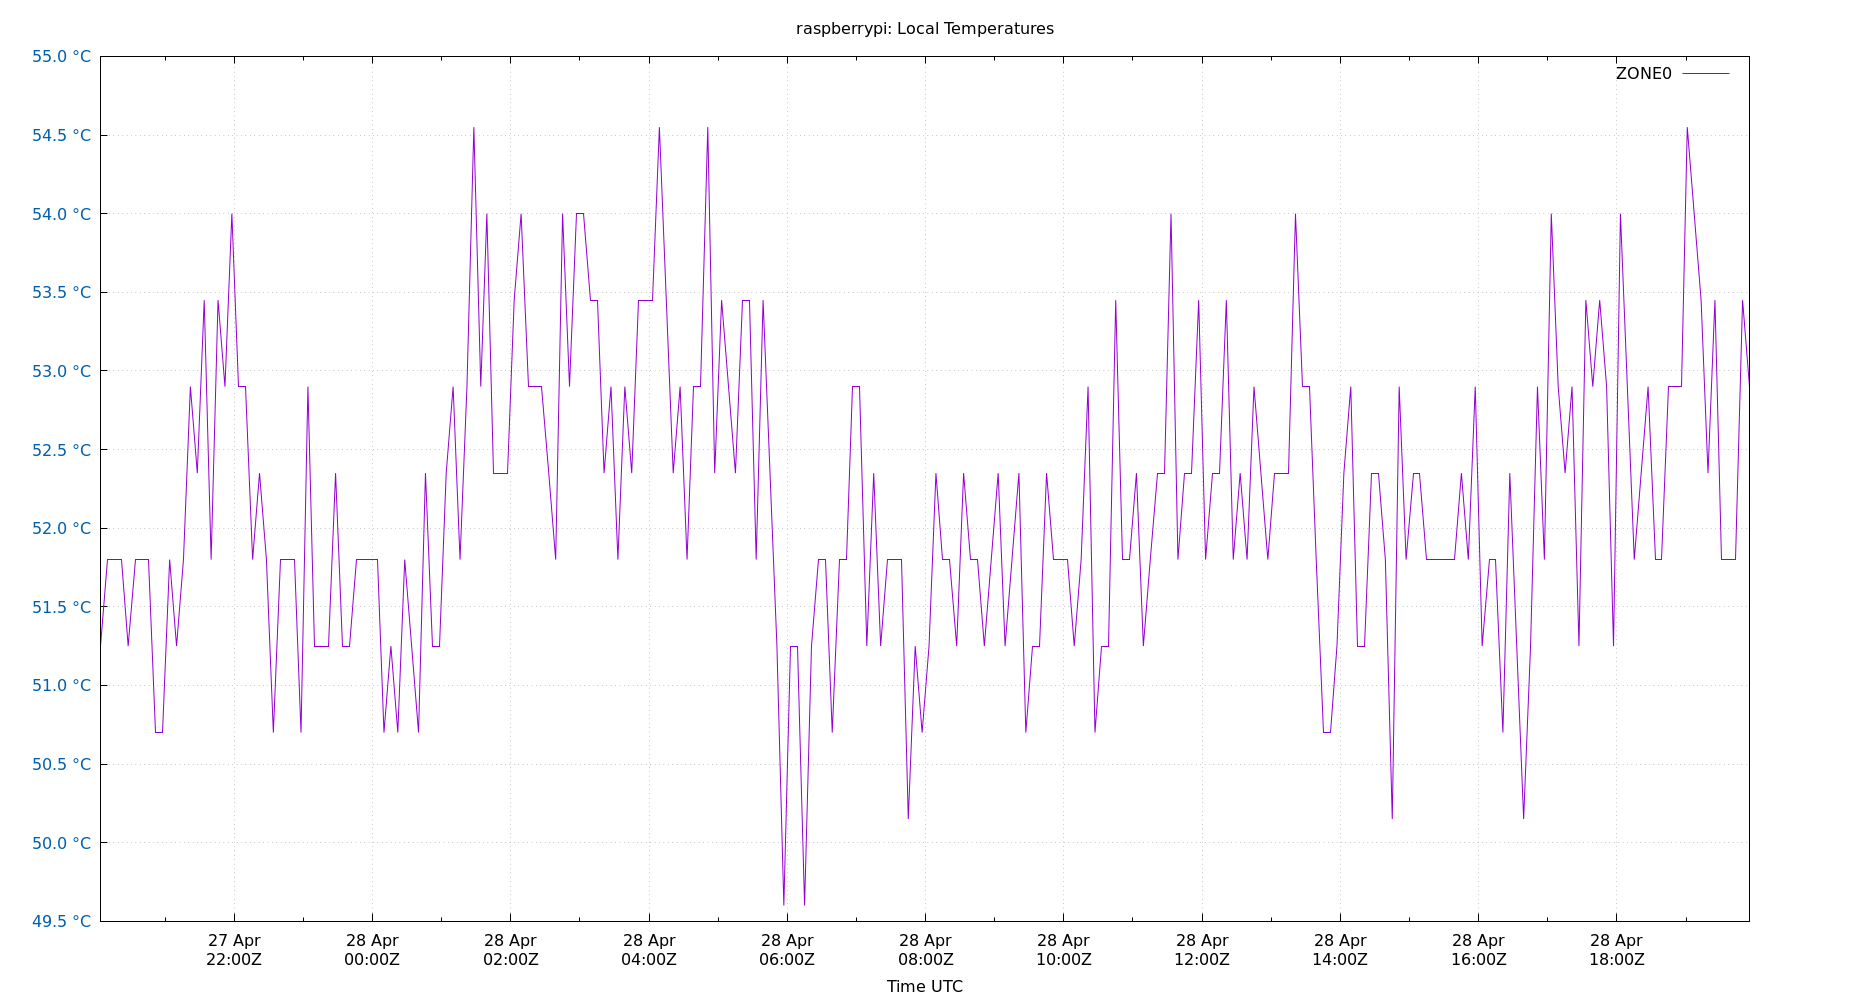 raspberrypi: Local Temperatures
55.0 °C
ZONE0
54.5 °C
54.0 °C
53.5 °C
53.0 °C
52.5 °C
52.0 °C
51.5 °C
51.0 °C
50.5 °C
50.0 °C
49.5 °C
27 Apr 28 Apr 28 Apr 28 Apr 28 Apr 28 Apr 28 Apr 28 Apr 28 Apr 28 Apr 28 Apr
22:00Z 00:00Z 02:00Z 04:00Z 06:00Z 08:00Z 10:00Z 12:00Z 14:00Z 16:00Z 18:00Z
Time UTC